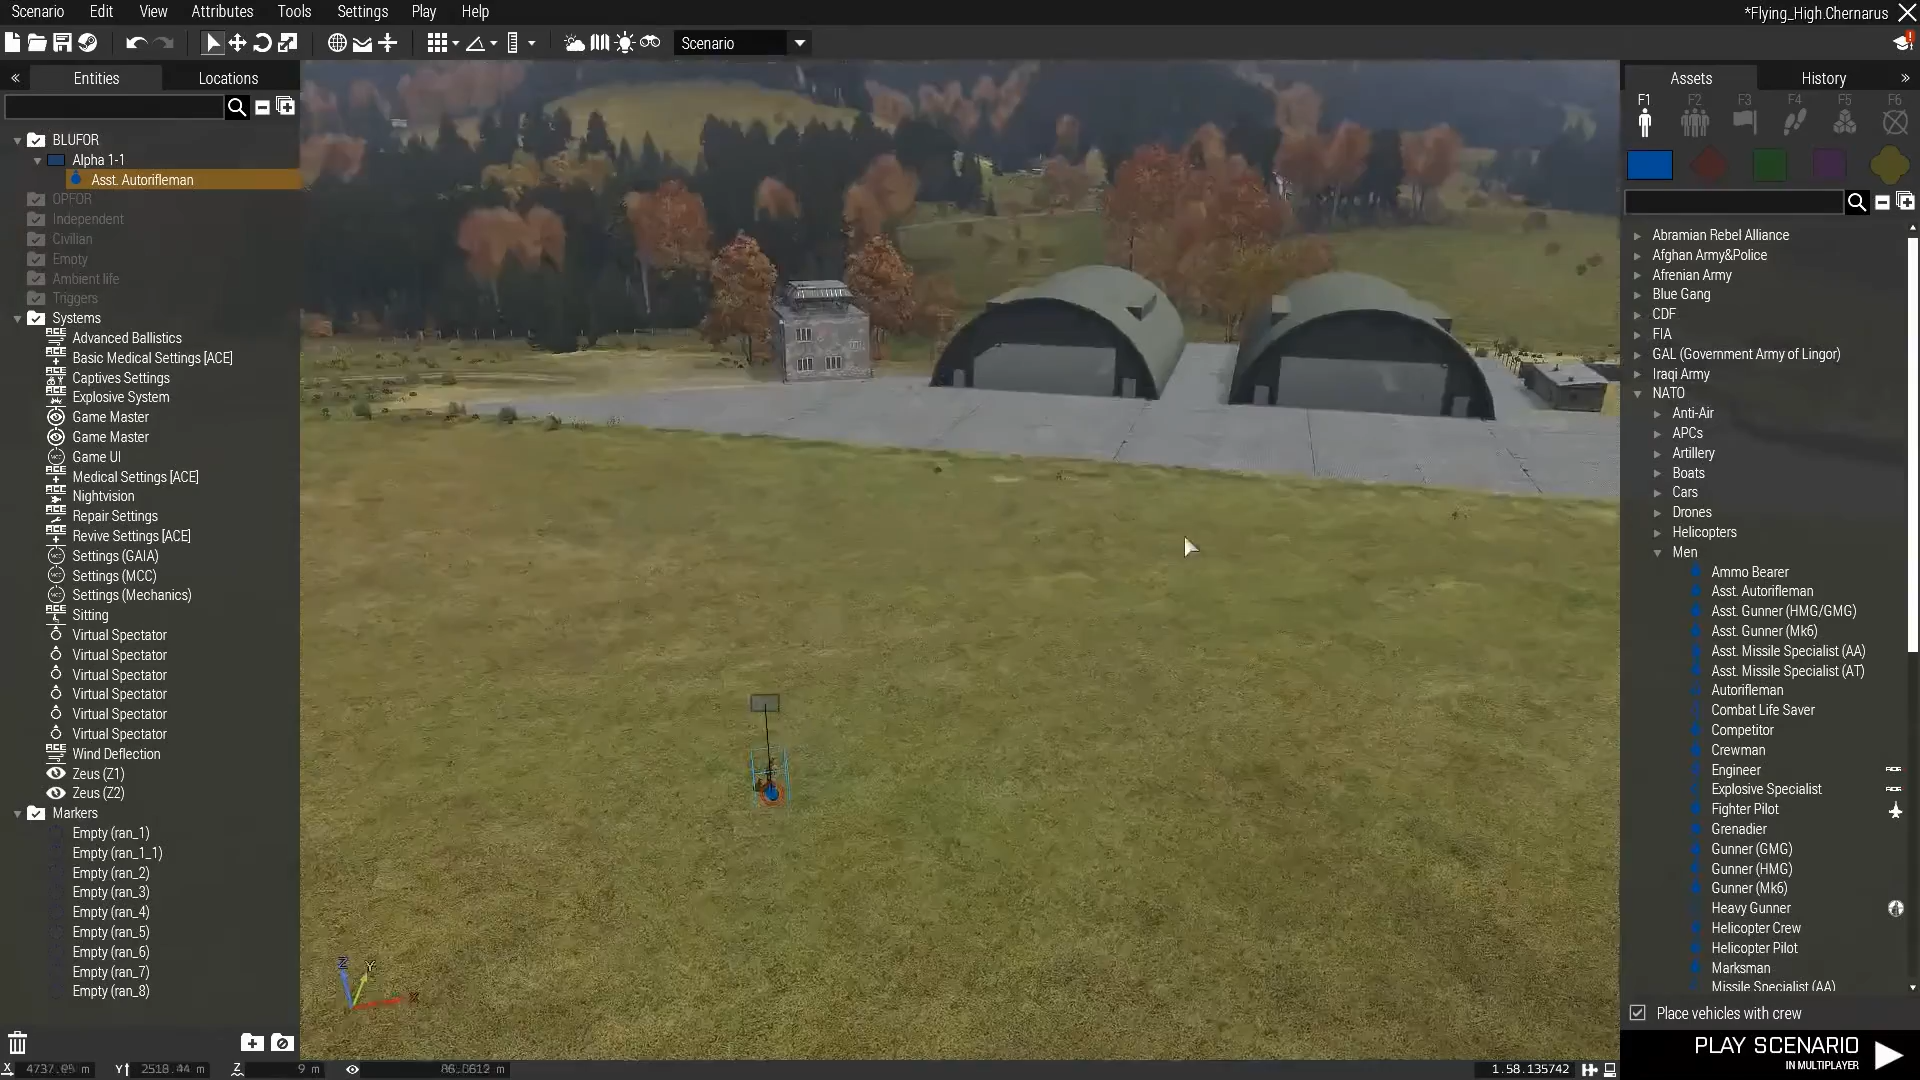 Scenario Edit View Attributes Tools Settings Play Help
*Flying_High.Chernarus
Scenario
Entities Locations
BLUFOR
Alpha 1-1
Asst. Autorifleman
OPFOR
Independent
Civilian
Empty
Ambient life
Triggers
Systems
Advanced Ballistics
Basic Medical Settings [ACE]
Captives Settings
Explosive System
Game Master
Game Master
Game UI
Medical Settings [ACE]
Nightvision
Repair Settings
Revive Settings [ACE]
Settings (GAIA)
Settings (MCC)
Settings (Mechanics)
Sitting
Virtual Spectator
Virtual Spectator
Virtual Spectator
Virtual Spectator
Virtual Spectator
Virtual Spectator
Wind Deflection
Zeus (Z1)
Zeus (Z2)
Markers
Empty (ran_1)
Empty (ran_1_1)
Empty (ran_2)
Empty (ran_3)
Empty (ran_4)
Empty (ran_5)
Empty (ran_6)
Empty (ran_7)
Empty (ran_8)
Z Y X
Assets History
F1 F2 F3 F4 F5 F6
Abramian Rebel Alliance
Afghan Army&Police
Afrenian Army
Blue Gang
CDF
FIA
GAL (Government Army of Lingor)
Iraqi Army
NATO
Anti-Air
APCs
Artillery
Boats
Cars
Drones
Helicopters
Men
Ammo Bearer
Asst. Autorifleman
Asst. Gunner (HMG/GMG)
Asst. Gunner (Mk6)
Asst. Missile Specialist (AA)
Asst. Missile Specialist (AT)
Autorifleman
Combat Life Saver
Competitor
Crewman
Engineer
Explosive Specialist
Fighter Pilot
Grenadier
Gunner (GMG)
Gunner (HMG)
Gunner (Mk6)
Heavy Gunner
Helicopter Crew
Helicopter Pilot
Marksman
Missile Specialist (AA)
Place vehicles with crew
PLAY SCENARIO
IN MULTIPLAYER
X m Y m Z 9 m m 1.58.135742